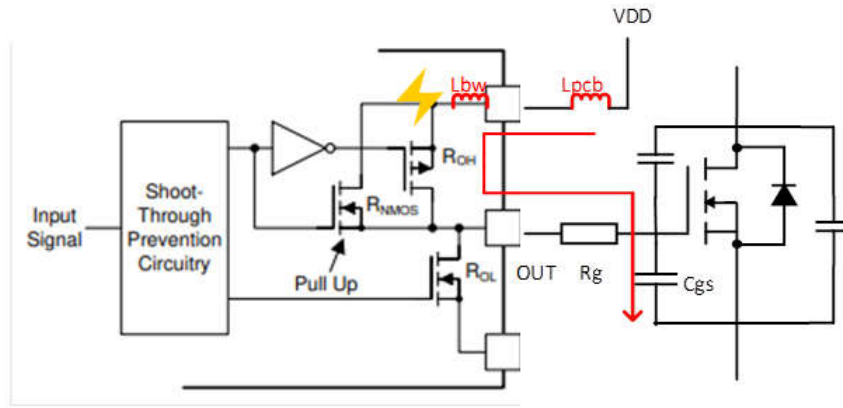 VDD
Lbw
Lpcb
ROH
Shoot-
Through
Prevention
Circuitry
Input
Signal
RNMOS
Pull Up
ROL
OUT
Rg
Cgs